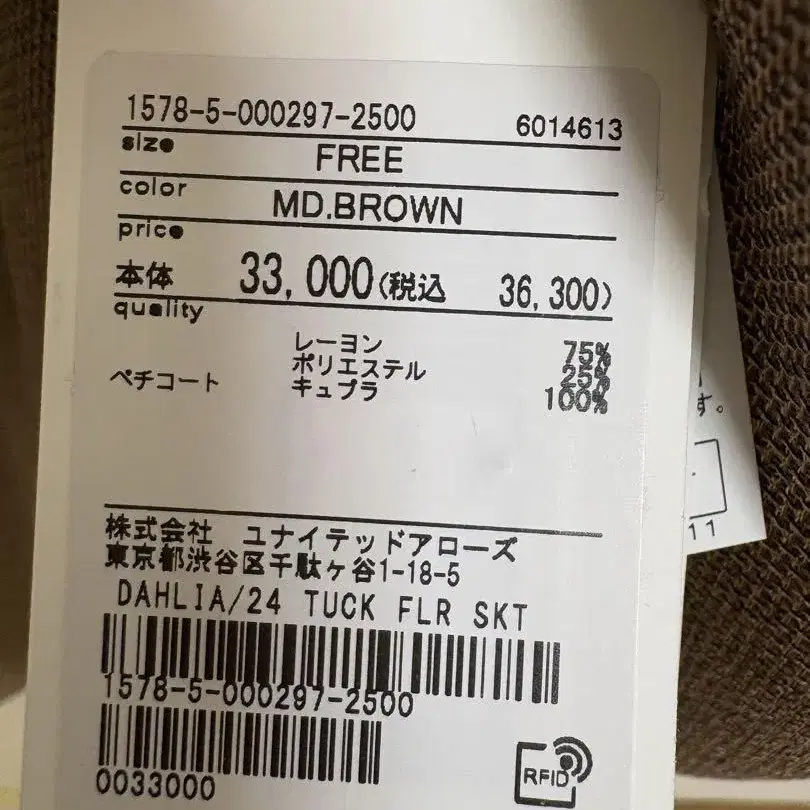 1578-5-000297-2500 6014613
size FREE
color MD.BROWN
price
本体 33,000(税込 36,300)
quality
レーヨン 75%
ポリエステル 25%
ペチコート キュプラ 100%
株式会社 ユナイテッドアローズ
東京都渋谷区千駄ヶ谷1-18-5
DAHLIA/24 TUCK FLR SKT
1578-5-000297-2500
0033000
RFID
す。
11